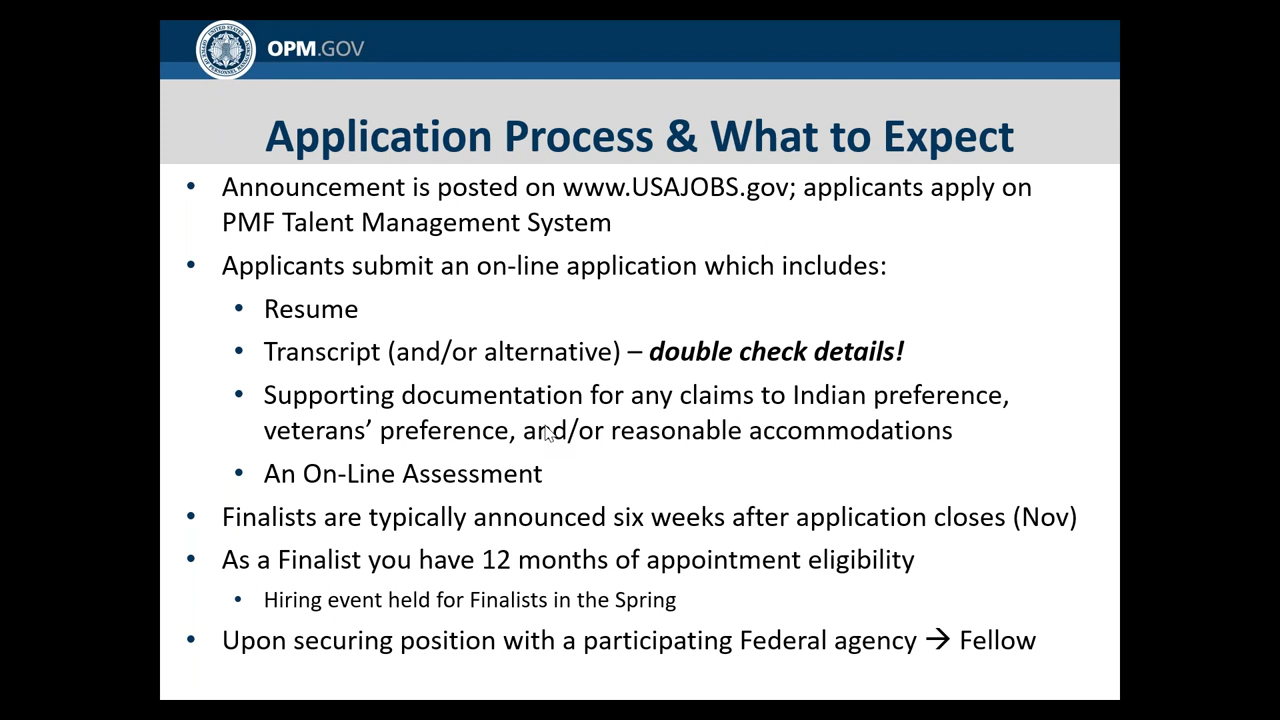 OPM.GOV
Application Process & What to Expect
• Announcement is posted on www.USAJOBS.gov; applicants apply on
PMF Talent Management System
• Applicants submit an on-line application which includes:
• Resume
• Transcript (and/or alternative) – double check details!
• Supporting documentation for any claims to Indian preference,
veterans’ preference, and/or reasonable accommodations
• An On-Line Assessment
• Finalists are typically announced six weeks after application closes (Nov)
• As a Finalist you have 12 months of appointment eligibility
• Hiring event held for Finalists in the Spring
• Upon securing position with a participating Federal agency → Fellow